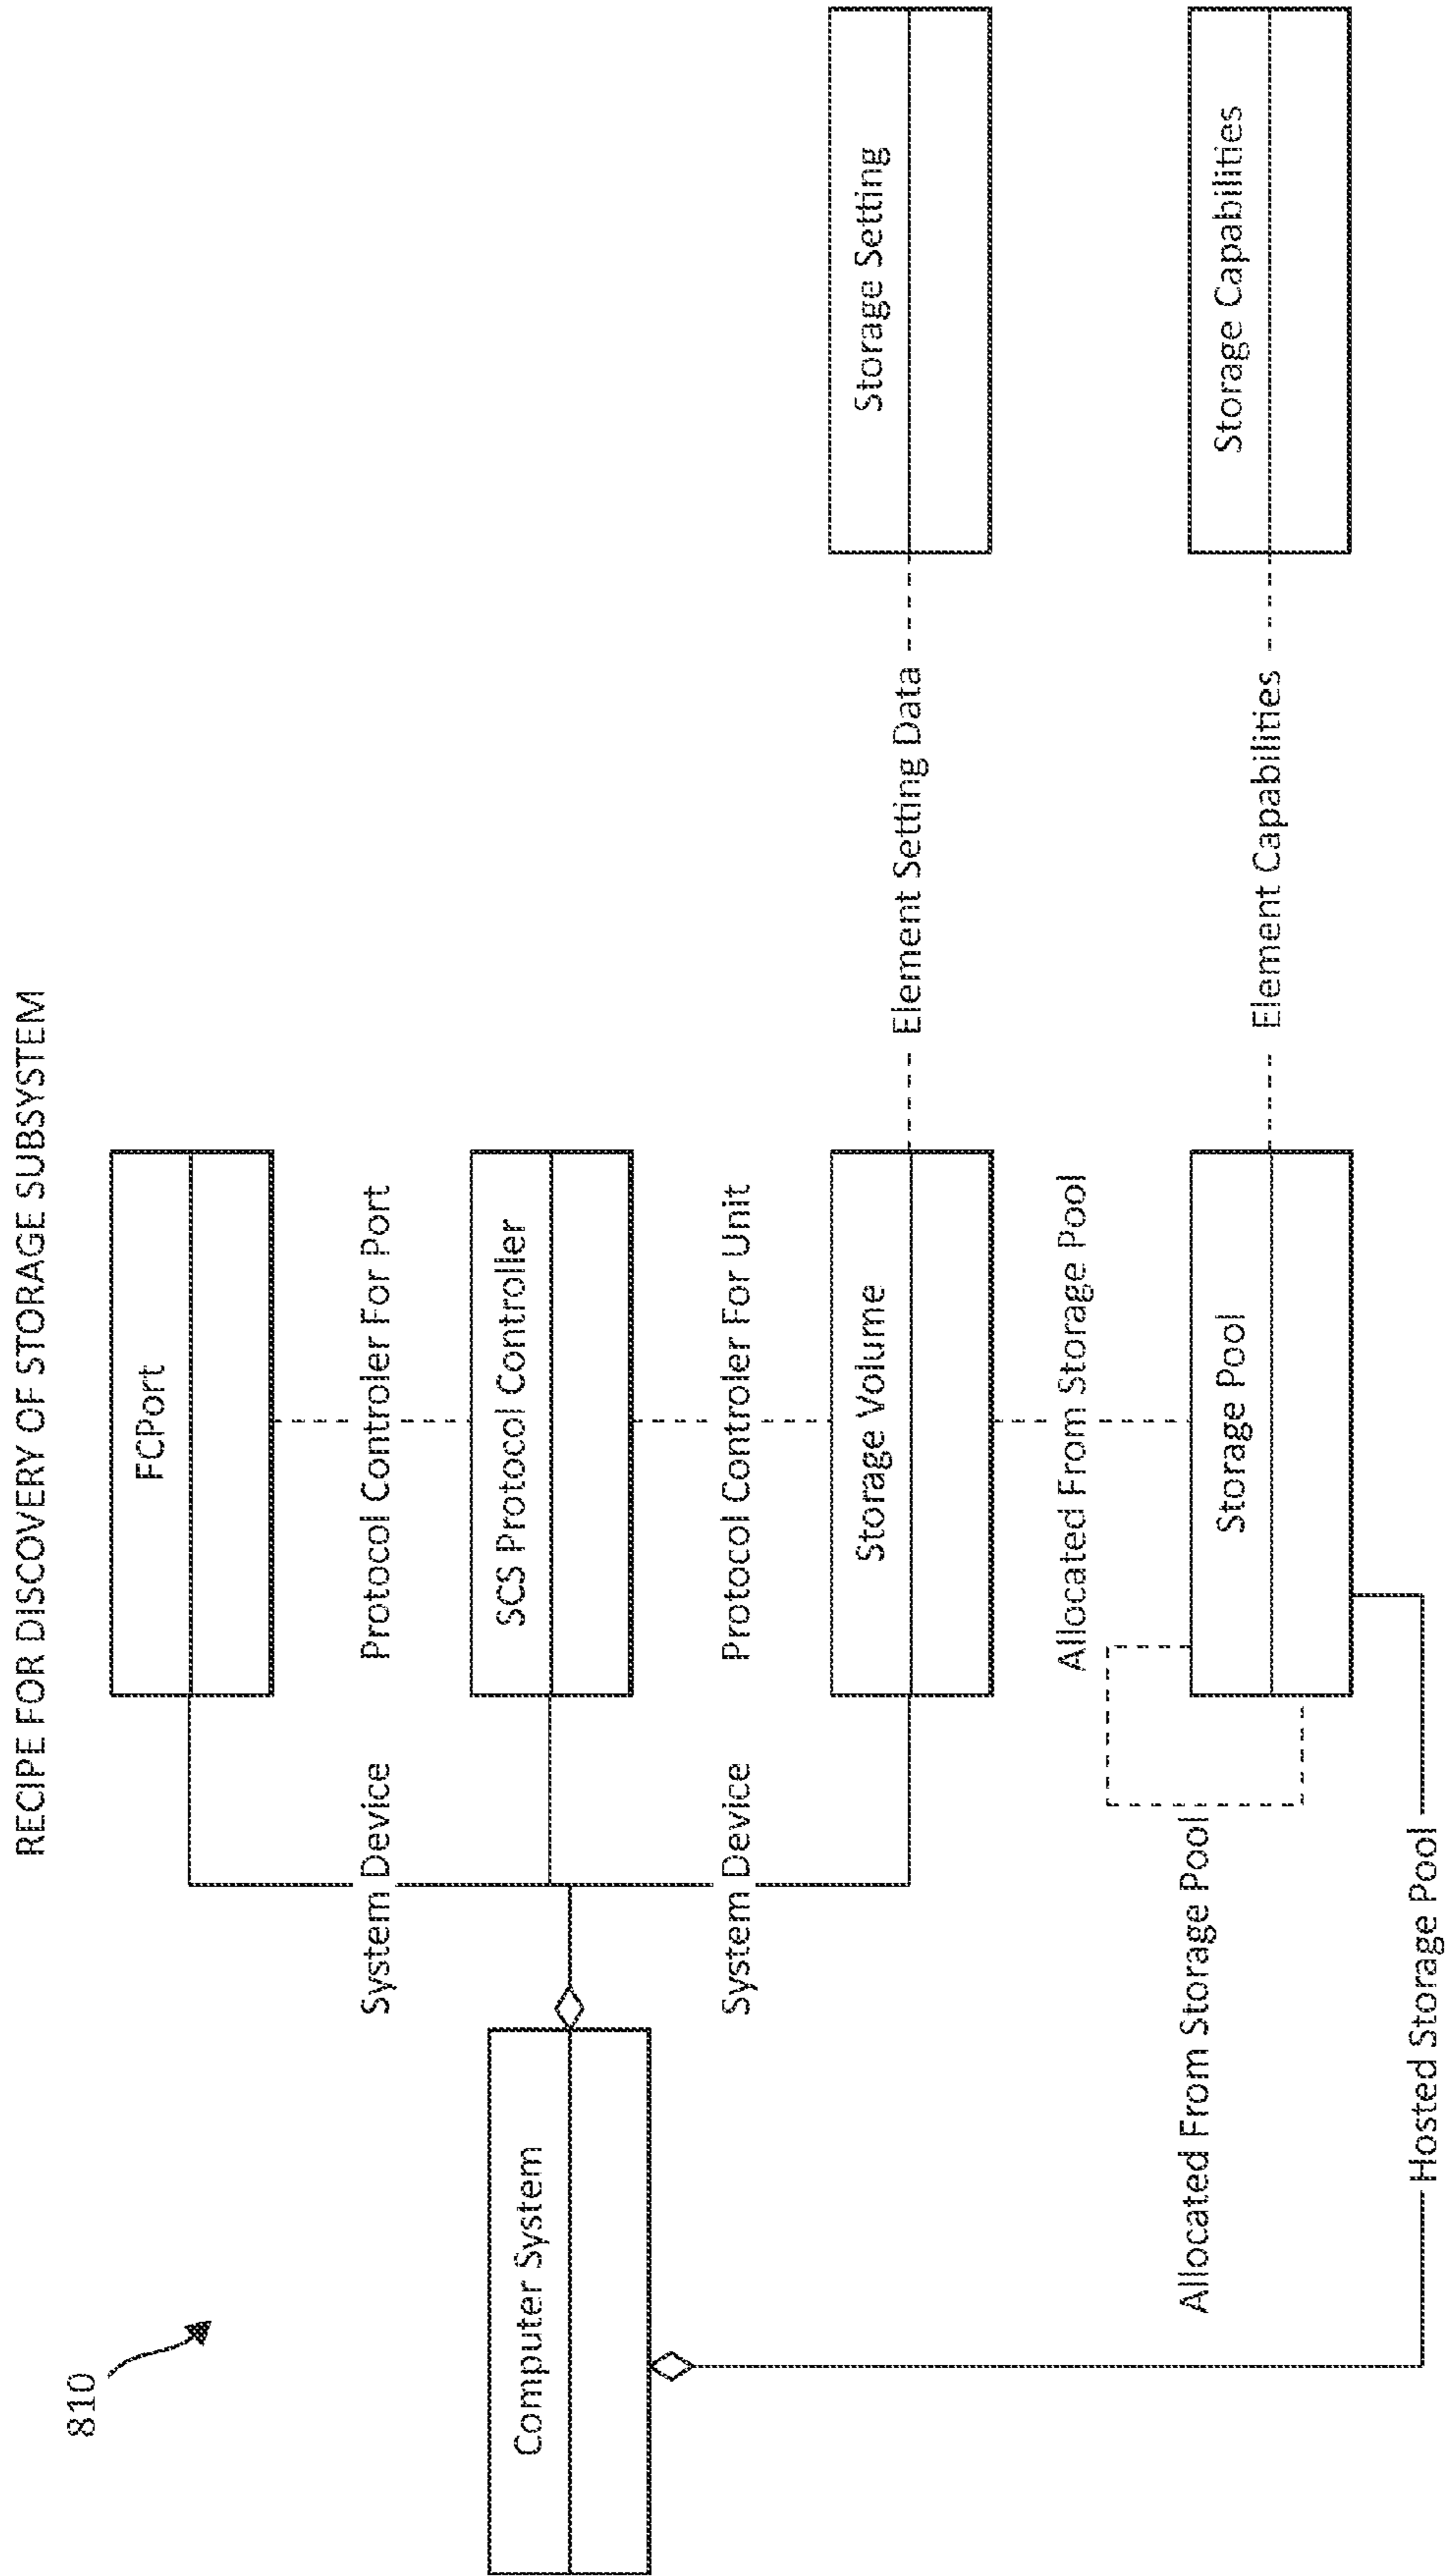 RECIPE FOR DISCOVERY OF STORAGE SUBSYSTEM
810
FCPort
System Device
Protocol Controler For Port
Computer System
SCS Protocol Controller
System Device
Protocol Controler For Unit
Storage Volume
Element Setting Data
Storage Setting
Allocated From Storage Pool
Allocated From Storage Pool
Storage Pool
Element Capabilities
Storage Capabilities
Hosted Storage Pool